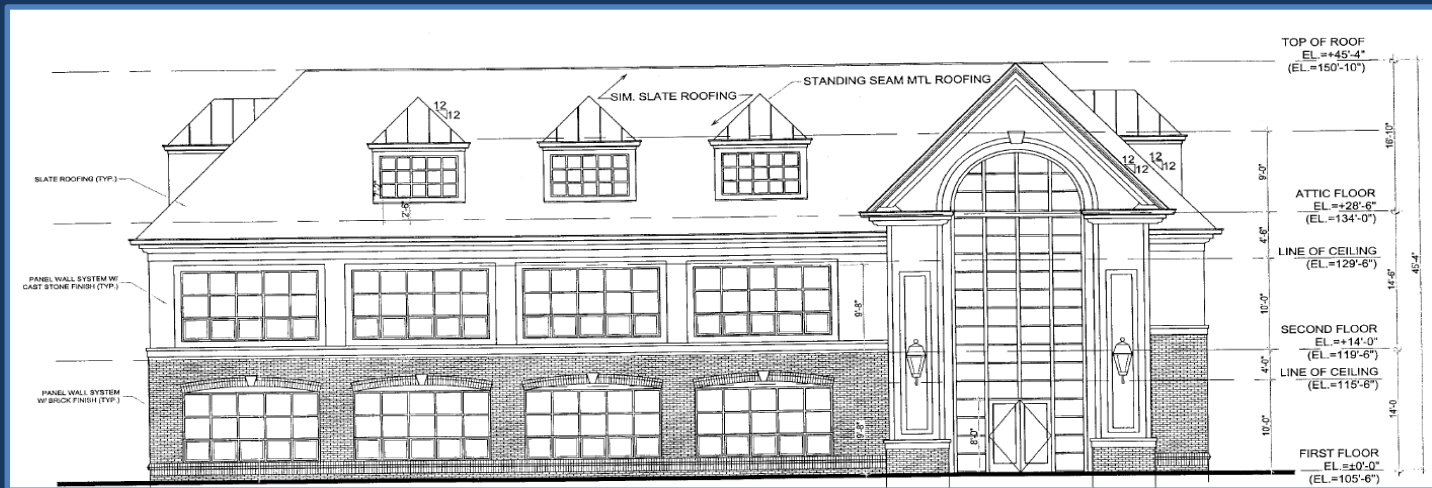 TOP OF ROOF
EL.=+45'-4"
(EL.=150'-10")
STANDING SEAM MTL ROOFING
SIM. SLATE ROOFING
12
12
12
12
12
12
SLATE ROOFING (TYP.)
2'-6"
16'-10"
9'-0"
ATTIC FLOOR
EL.=+28'-6"
(EL.=134'-0")
4'-6"
LINE OF CEILING
(EL.=129'-6")
45'-4"
14'-6"
PANEL WALL SYSTEM W/
CAST STONE FINISH (TYP.)
9'-8"
10'-0"
SECOND FLOOR
EL.=+14'-0"
(EL.=119'-6")
4'-0"
LINE OF CEILING
(EL.=115'-6")
PANEL WALL SYSTEM
W/ BRICK FINISH (TYP.)
14'-0
9'-8"
8'-0"
10'-0"
FIRST FLOOR
EL.=±0'-0"
(EL.=105'-6")